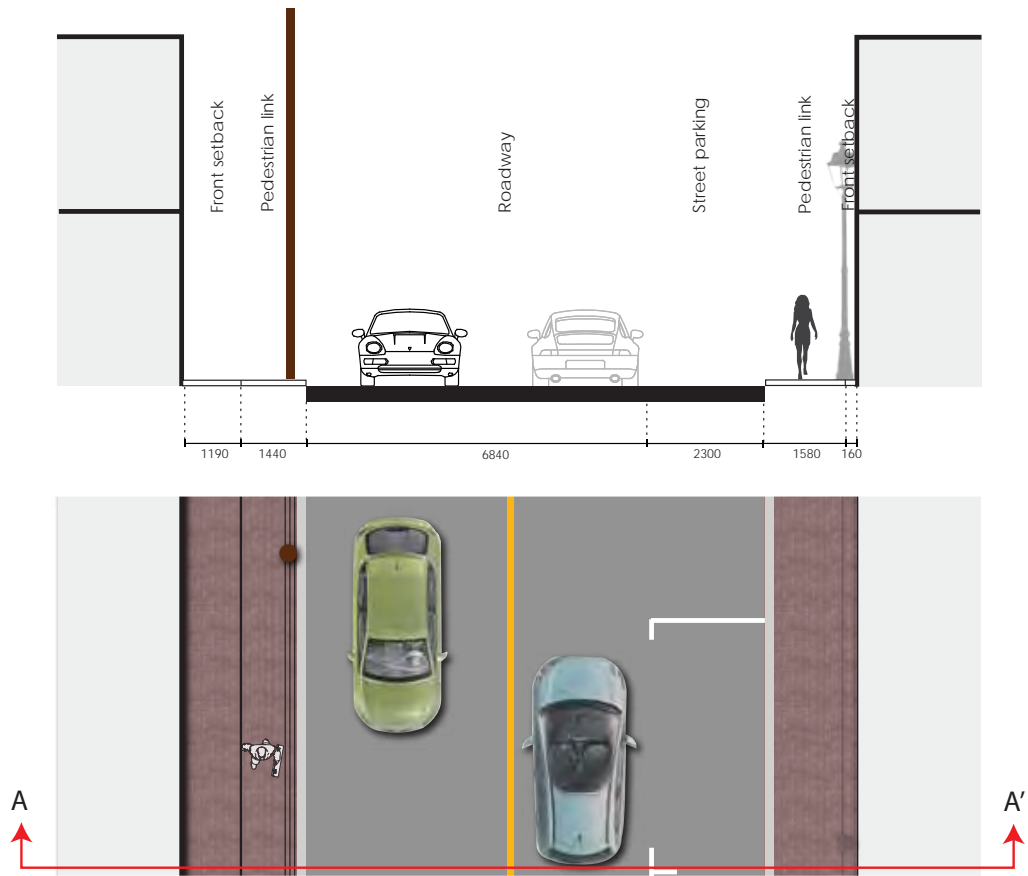 Front setback
Pedestrian link
Roadway
Street parking
Pedestrian link
Front setback
1190
1440
6840
2300
1580
160
A
A'